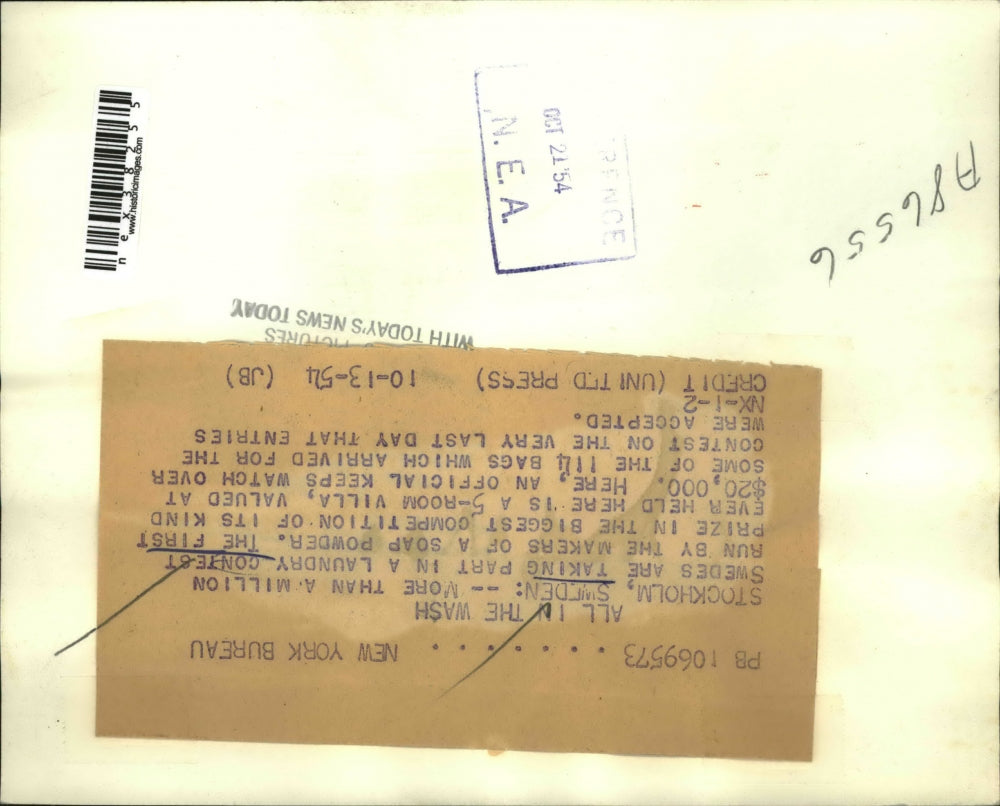 PB 1069573 . . . . . . . NEW YORK BUREAU
ALL IN THE WASH
STOCKHOLM, SWEDEN: -- MORE THAN A MILLION
SWEDES ARE TAKING PART IN A LAUNDRY CONTEST
RUN BY THE MAKERS OF A SOAP POWDER. THE FIRST
PRIZE IN THE BIGGEST COMPETITION OF ITS KIND
EVER HELD HERE IS A 5-ROOM VILLA, VALUED AT
$20,000. HERE, AN OFFICIAL KEEPS WATCH OVER
SOME OF THE 114 BAGS WHICH ARRIVED FOR THE
CONTEST ON THE VERY LAST DAY THAT ENTRIES
WERE ACCEPTED.
NX-1-2
CREDIT (UNITED PRESS) 10-13-54 (JB)
PICTURES
WITH TODAY'S NEWS TODAY
N.E.A.
OCT 21 '54
RENCE
A86556
nex38255
www.historicimages.com